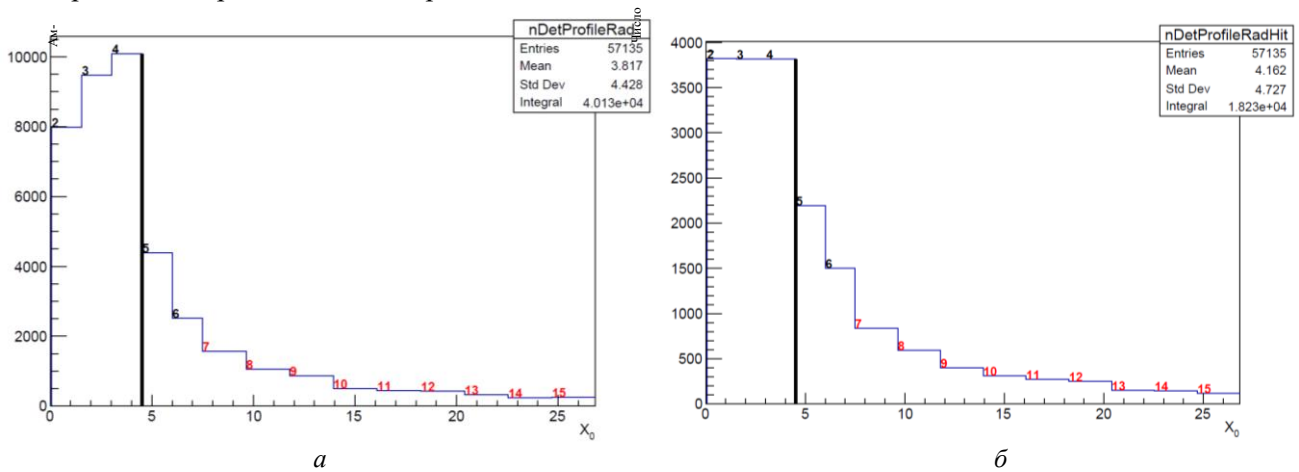 Ам-
nDetProfileRad
Entries 57135
Mean 3.817
Std Dev 4.428
Integral 4.013e+04
10000
8000
6000
4000
2000
0
2
3
4
5
6
7
8
9
10
11
12
13
14
15
0 5 10 15 20 25
X₀
а
число
nDetProfileRadHit
Entries 57135
Mean 4.162
Std Dev 4.727
Integral 1.823e+04
4000
3500
3000
2500
2000
1500
1000
500
0
2
3
4
5
6
7
8
9
10
11
12
13
14
15
0 5 10 15 20 25
X₀
б